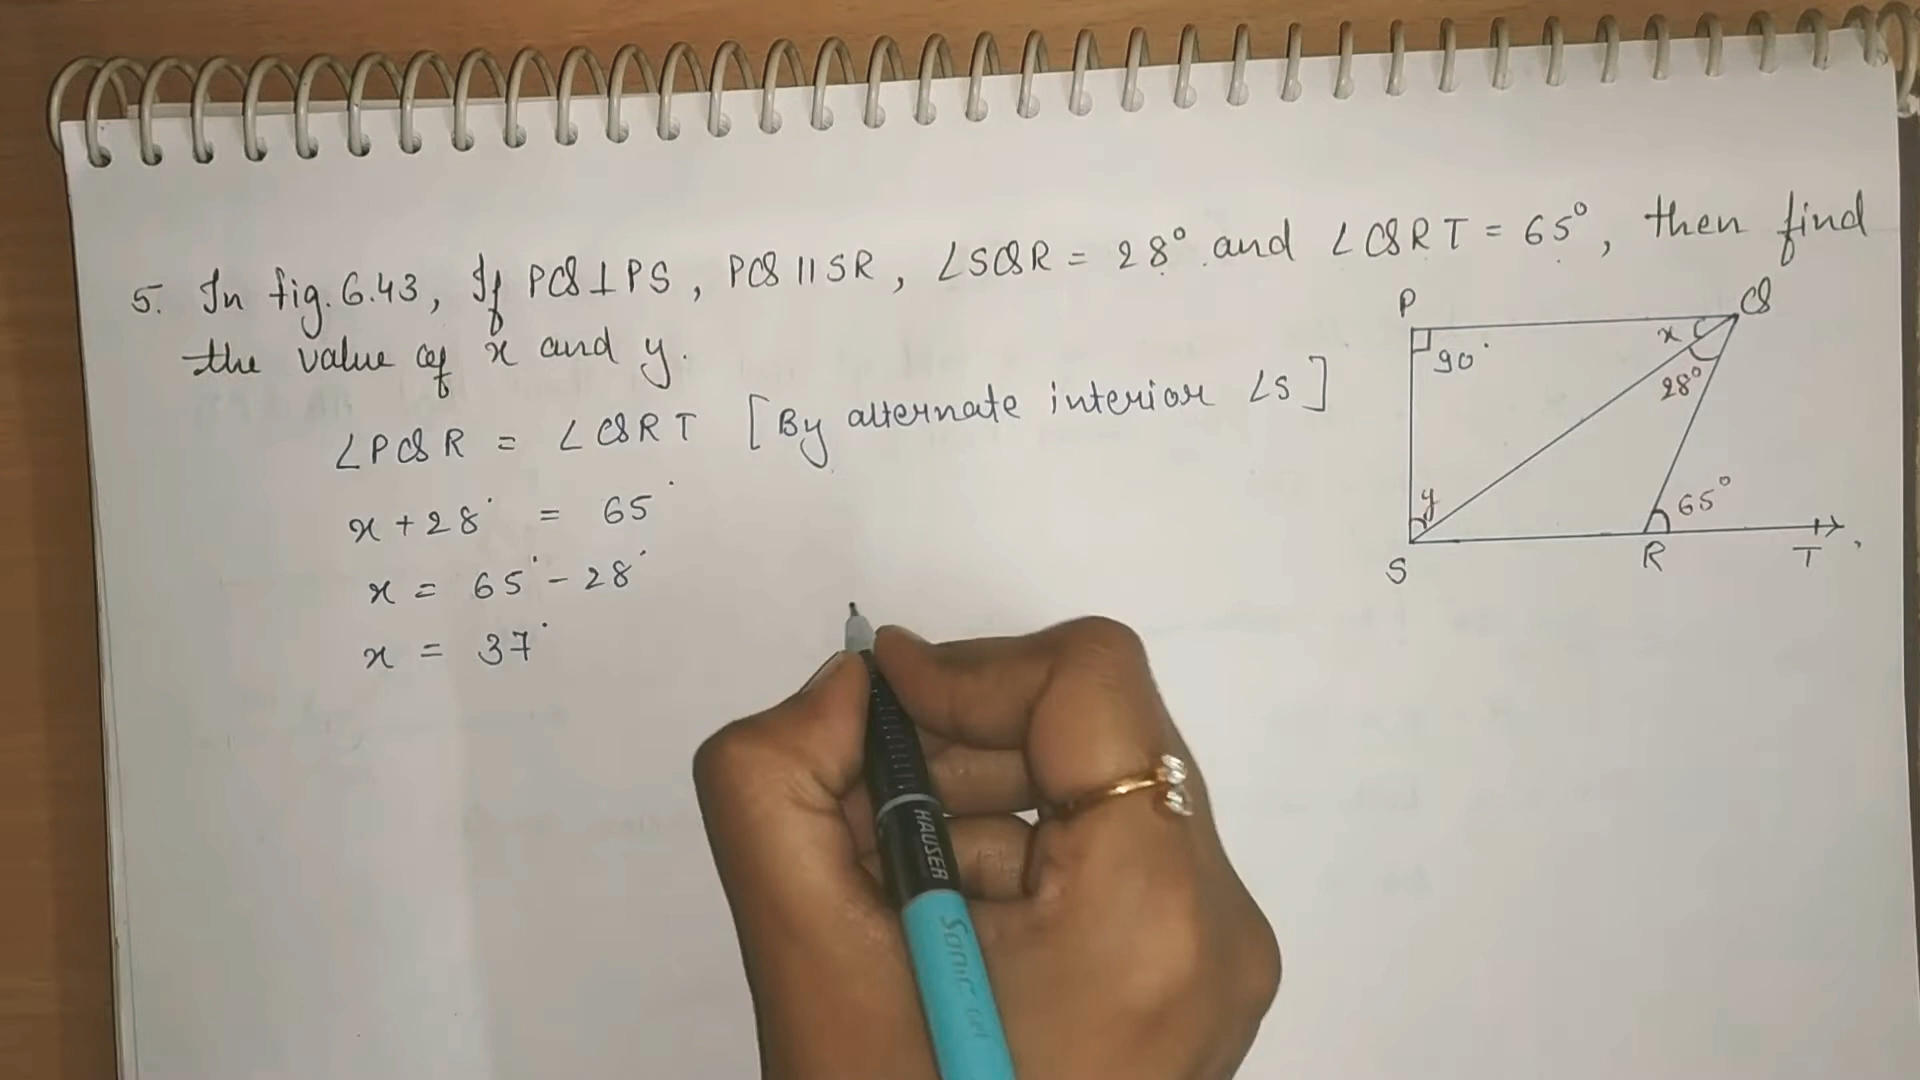 5. In fig. 6.43, If PQ ⊥ PS, PQ || SR, ∠SQR = 28° and ∠QRT = 65°, then find
the value of x and y.
∠PQR = ∠QRT [By alternate interior ∠s]
x + 28° = 65°
x = 65° - 28°
x = 37°
P
Q
x
90°
28°
y
65°
S
R
T
HAUSER
Sonic Gel